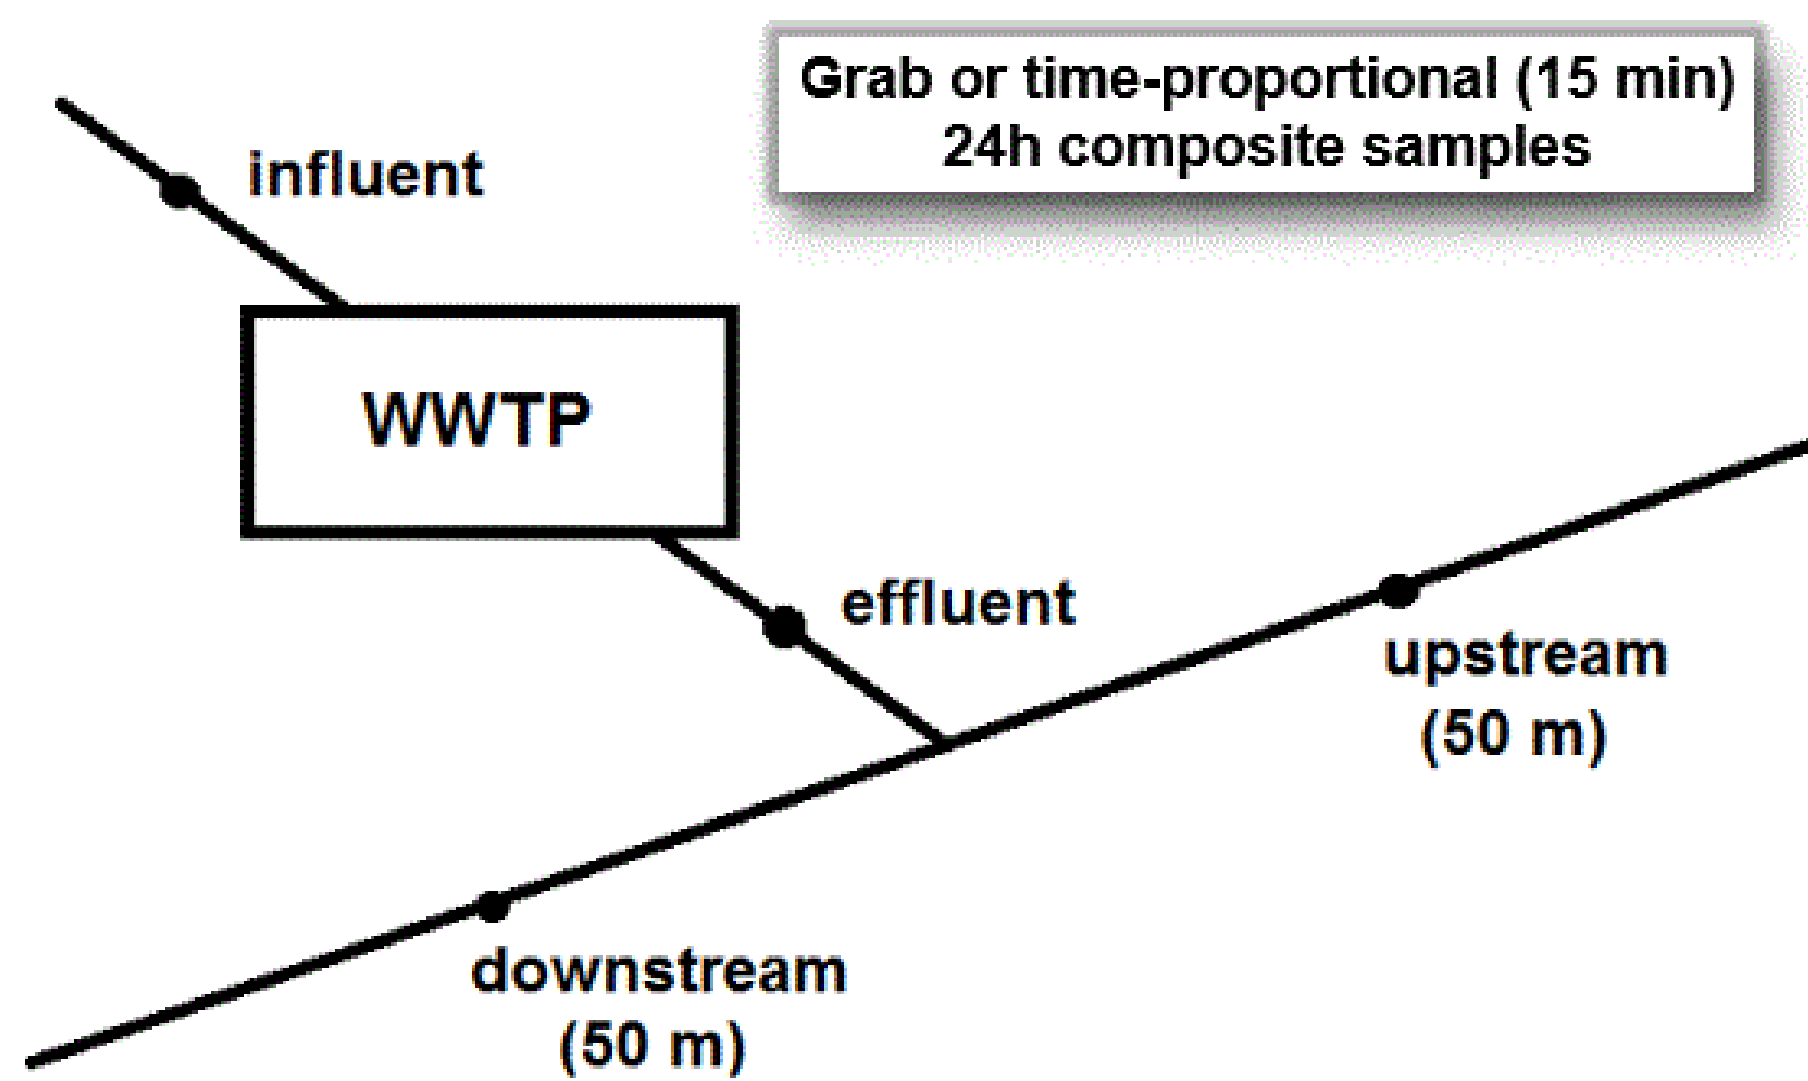 Grab or time-proportional (15 min)
24h composite samples
influent
WWTP
effluent
upstream
(50 m)
downstream
(50 m)